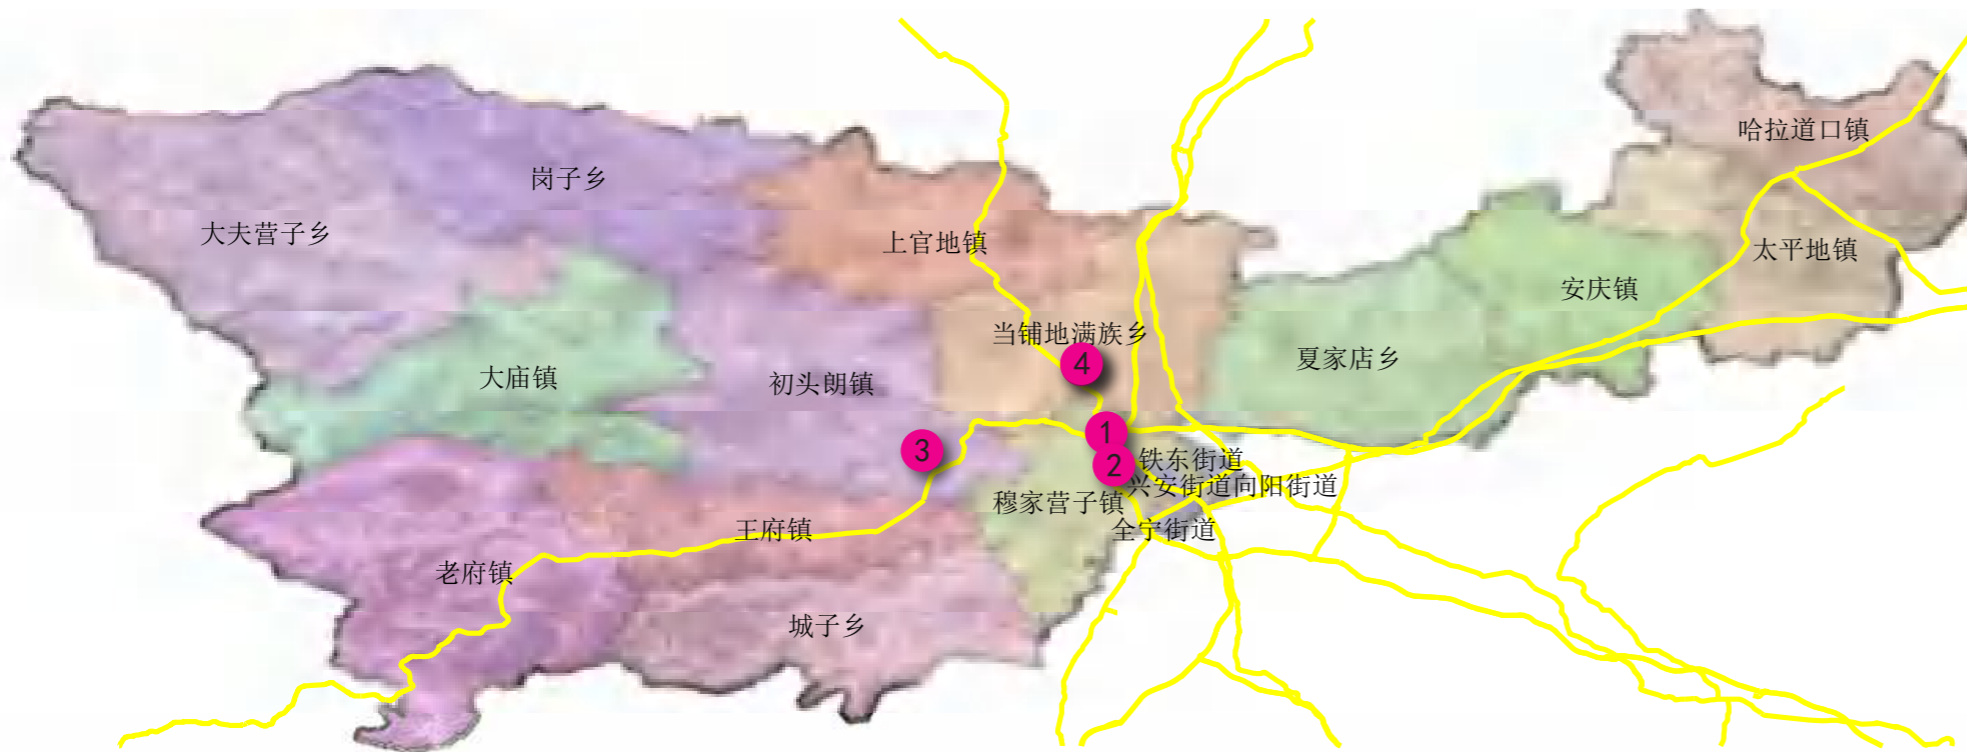 哈拉道口镇
岗子乡
大夫营子乡
上官地镇
太平地镇
安庆镇
当铺地满族乡
夏家店乡
4
大庙镇
初头朗镇
1
3
2
铁东街道
兴安街道向阳街道
穆家营子镇
全宁街道
王府镇
老府镇
城子乡